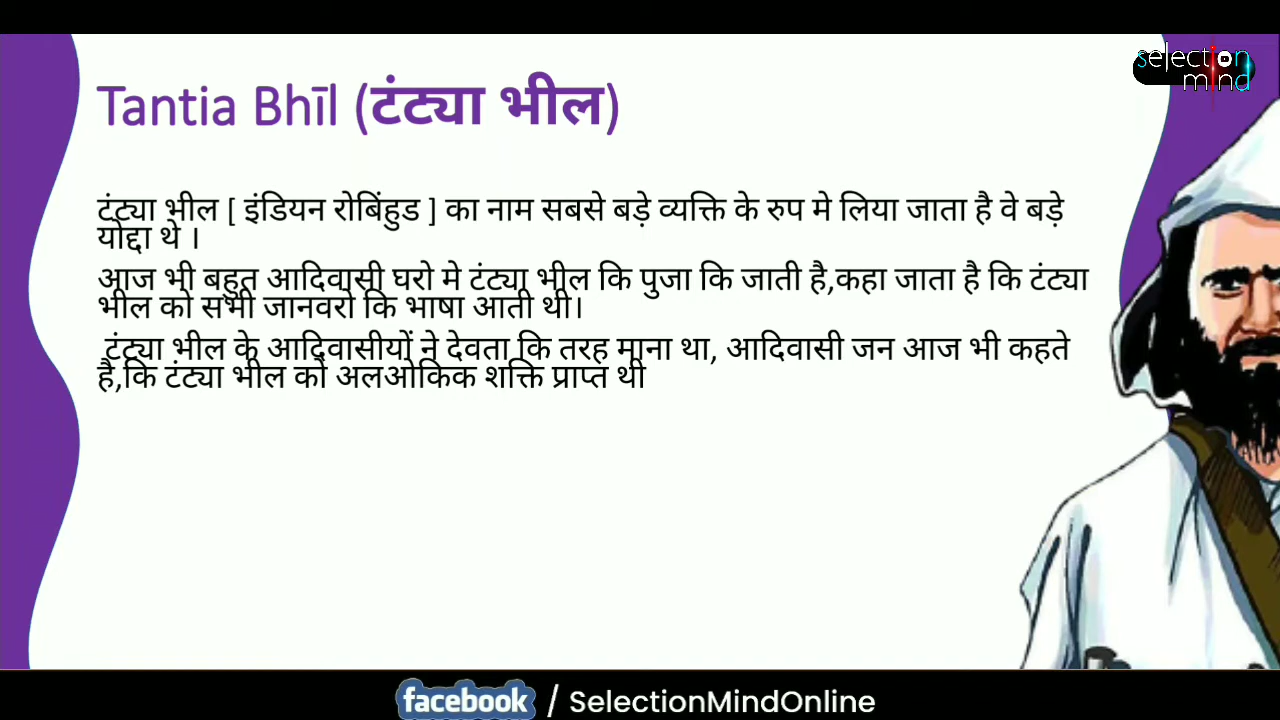 selection
mind
Tantia Bhīl (टंट्या भील)
टंट्या भील [ इंडियन रोबिंहुड ] का नाम सबसे बड़े व्यक्ति के रुप मे लिया जाता है वे बड़े
योद्दा थे ।
आज भी बहुत आदिवासी घरो मे टंट्या भील कि पुजा कि जाती है,कहा जाता है कि टंट्या
भील को सभी जानवरो कि भाषा आती थी।
टंट्या भील के आदिवासीयों ने देवता कि तरह माना था, आदिवासी जन आज भी कहते
है,कि टंट्या भील को अलओकिक शक्ति प्राप्त थी
facebook / SelectionMindOnline